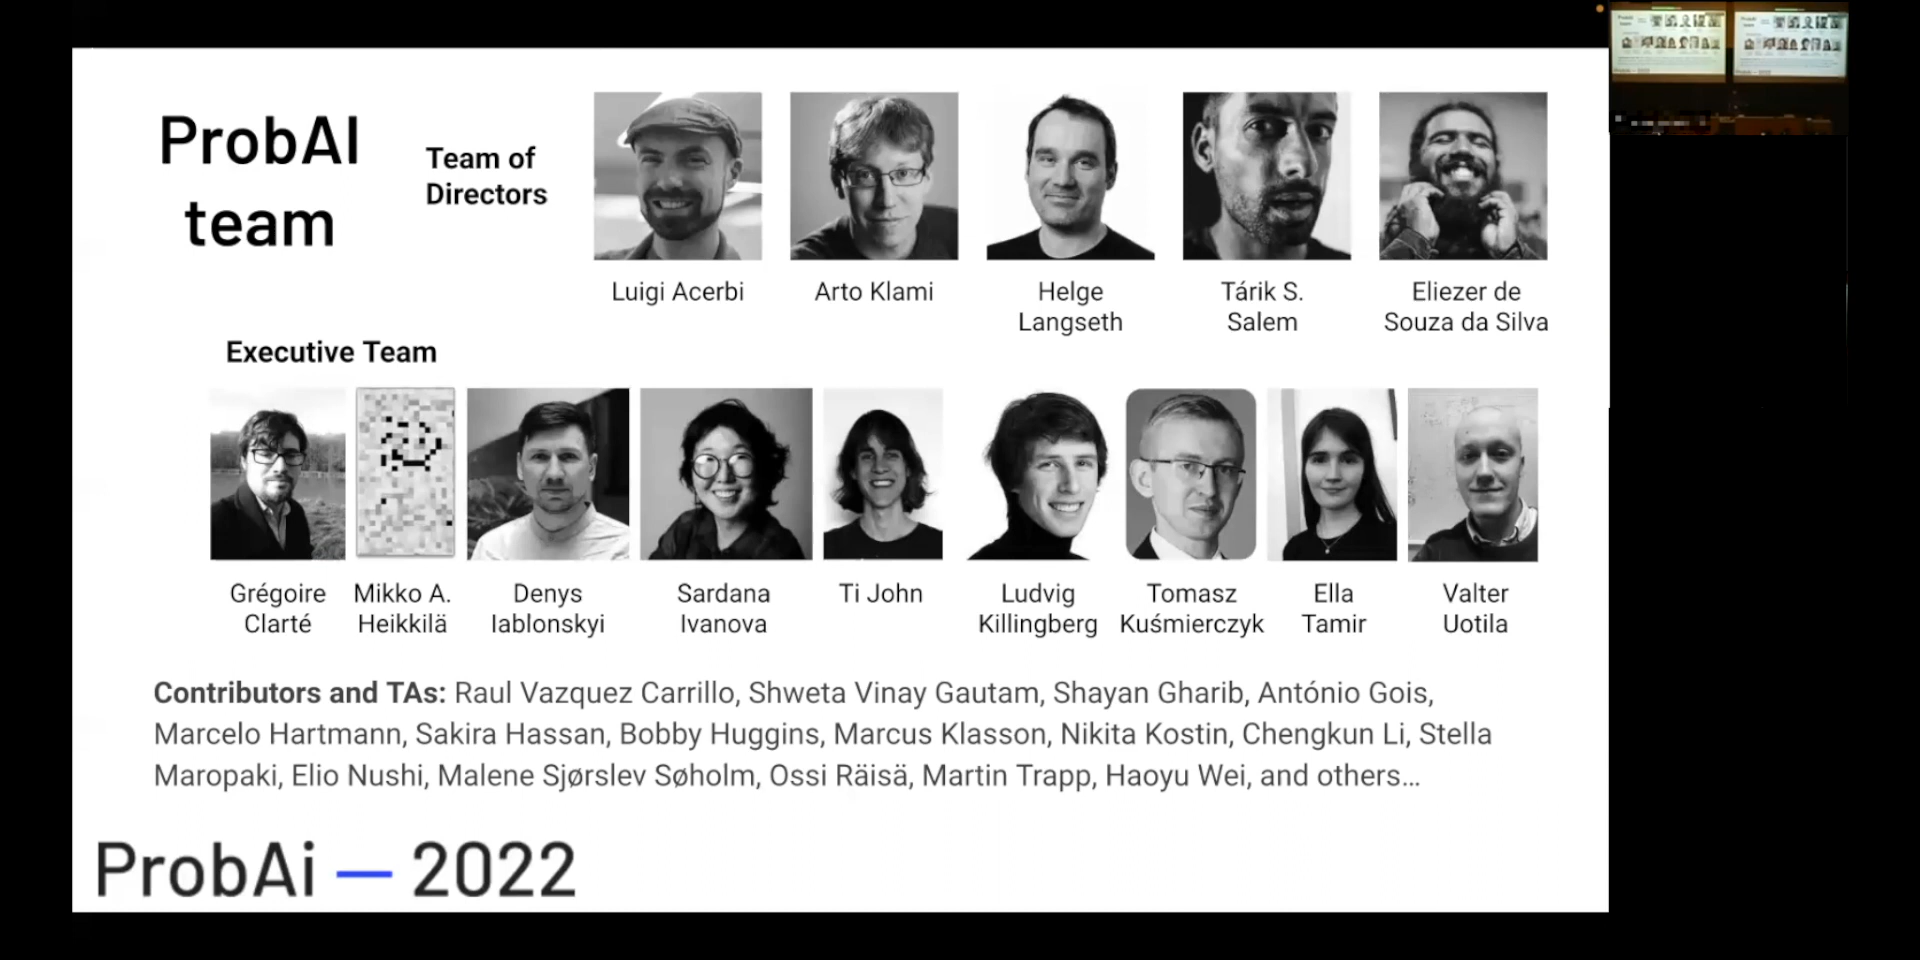 ProbAI
team
Team of
Directors
Luigi Acerbi
Arto Klami
Helge
Langseth
Tárik S.
Salem
Eliezer de
Souza da Silva
Executive Team
Grégoire
Clarté
Mikko A.
Heikkilä
Denys
Iablonskyi
Sardana
Ivanova
Ti John
Ludvig
Killingberg
Tomasz
Kuśmierczyk
Ella
Tamir
Valter
Uotila
Contributors and TAs: Raul Vazquez Carrillo, Shweta Vinay Gautam, Shayan Gharib, António Gois,
Marcelo Hartmann, Sakira Hassan, Bobby Huggins, Marcus Klasson, Nikita Kostin, Chengkun Li, Stella
Maropaki, Elio Nushi, Malene Sjørslev Søholm, Ossi Räisä, Martin Trapp, Haoyu Wei, and others…
ProbAi — 2022